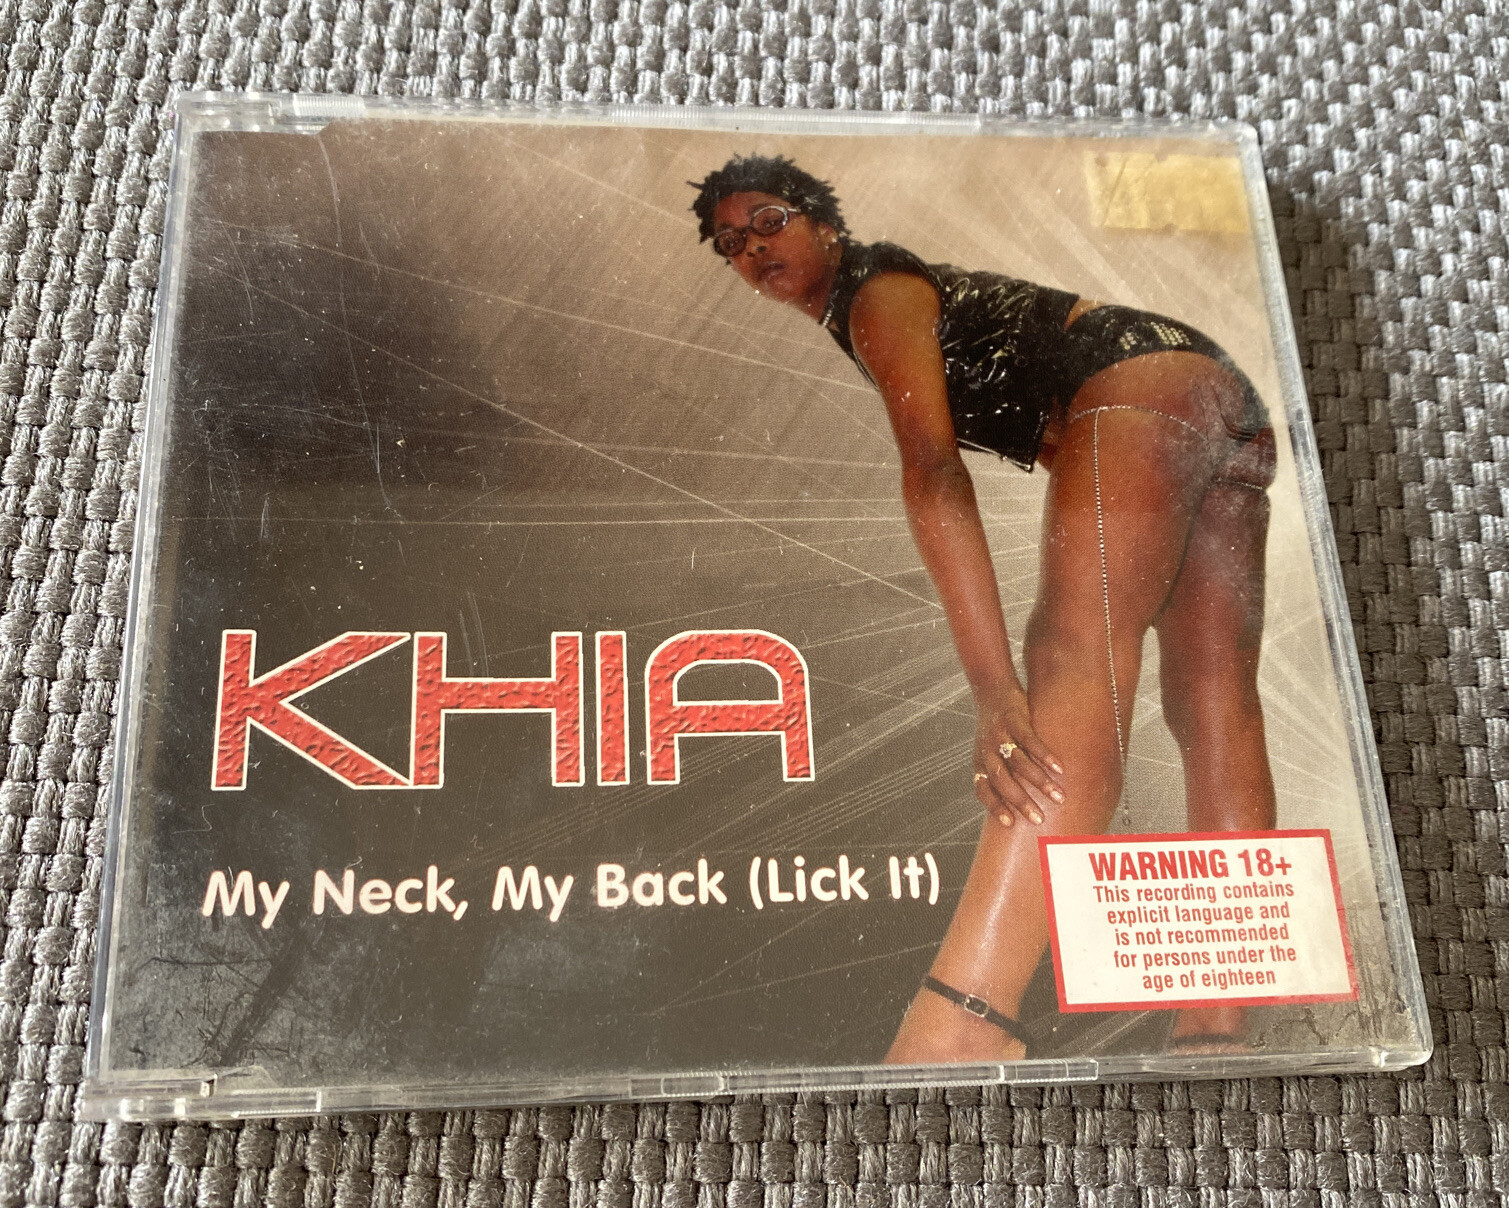 KHIA
My Neck, My Back (Lick It)
WARNING 18+
This recording contains
explicit language and
is not recommended
for persons under the
age of eighteen